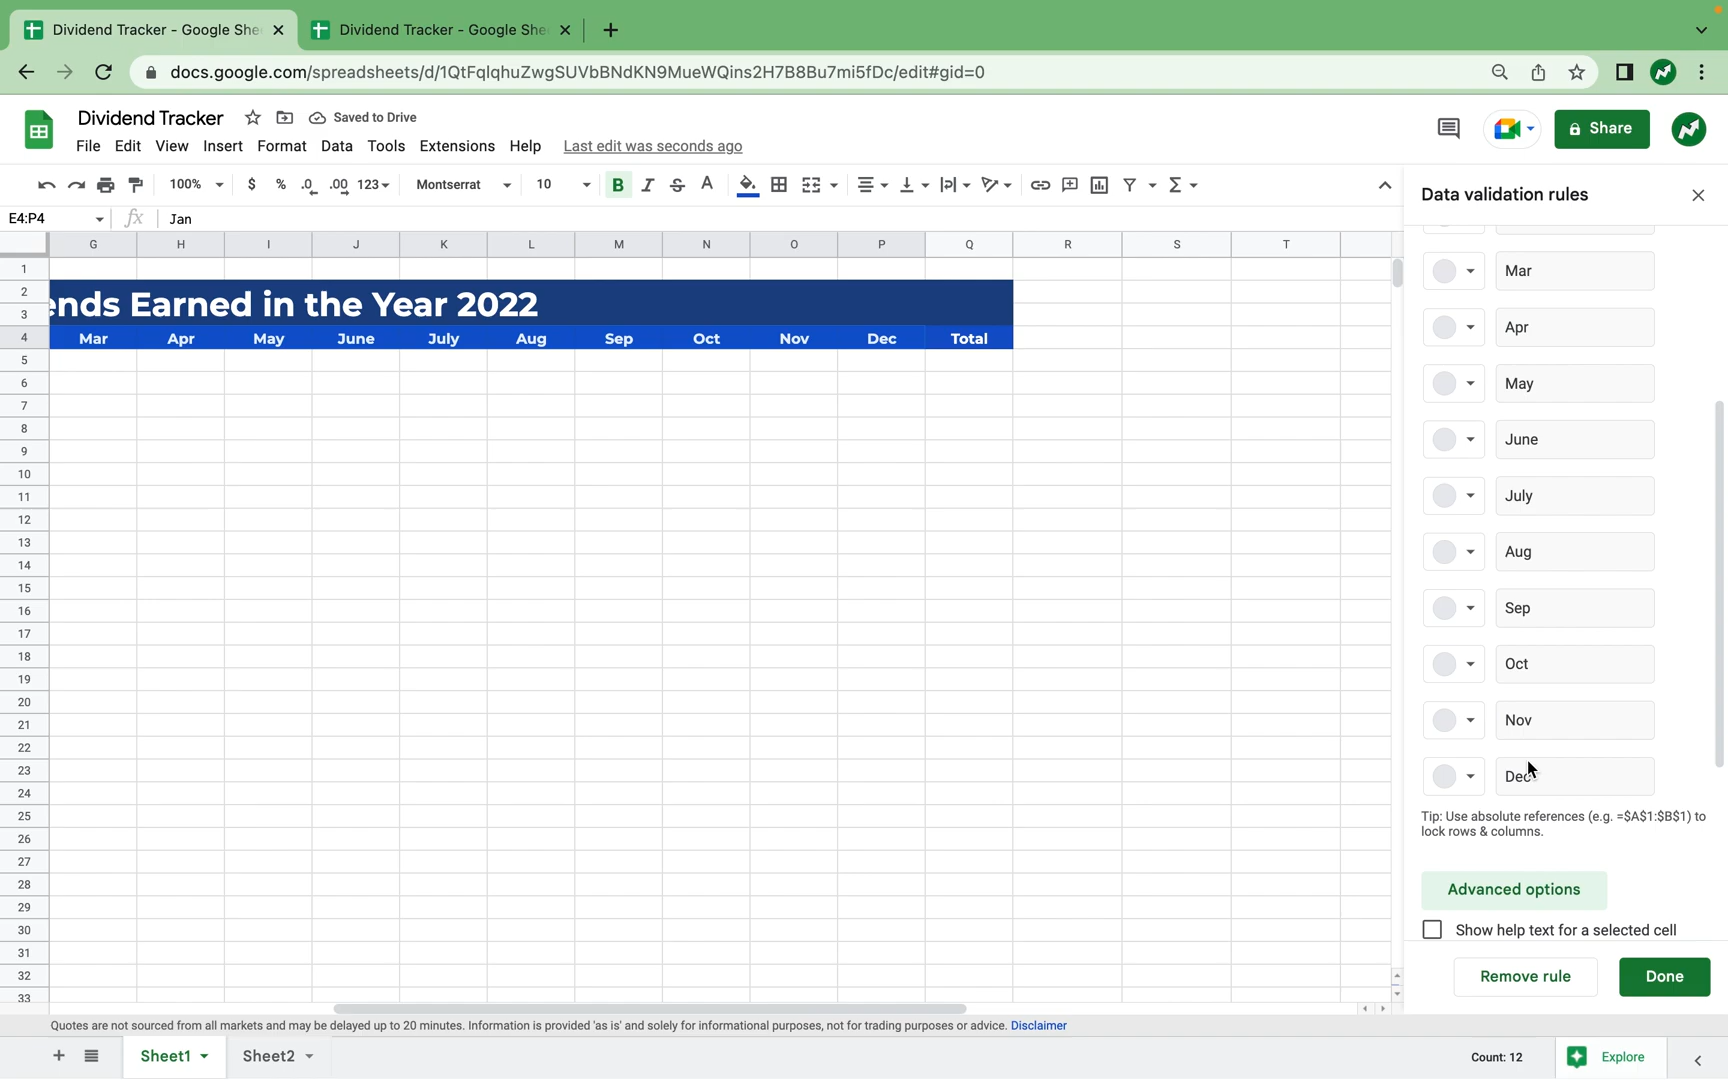 Dividend Tracker - Google She
Dividend Tracker - Google She
docs.google.com/spreadsheets/d/1QtFqlqhuZwgSUVbBNdKN9MueWQins2H7B8Bu7mi5fDc/edit#gid=0
Dividend Tracker
Saved to Drive
File Edit View Insert Format Data Tools Extensions Help Last edit was seconds ago
Share
100% $ % .0 .00 123 Montserrat 10 B I S A
Data validation rules
E4:P4 fx Jan
G H I J K L M N O P Q R S T
1
2
ends Earned in the Year 2022
3
4 Mar Apr May June July Aug Sep Oct Nov Dec Total
5
6
7
8
9
10
11
12
13
14
15
16
17
18
19
20
21
22
23
24
25
26
27
28
29
30
31
32
33
Mar
Apr
May
June
July
Aug
Sep
Oct
Nov
Dec
Tip: Use absolute references (e.g. =$A$1:$B$1) to
lock rows & columns.
Advanced options
Show help text for a selected cell
Remove rule Done
Quotes are not sourced from all markets and may be delayed up to 20 minutes. Information is provided 'as is' and solely for informational purposes, not for trading purposes or advice. Disclaimer
Sheet1 Sheet2 Count: 12 Explore